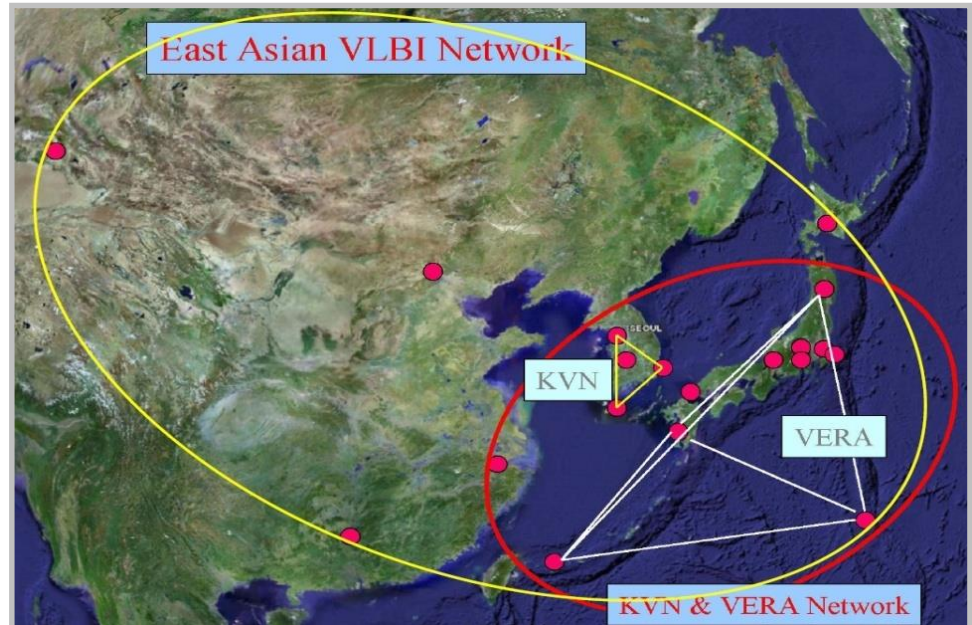 East Asian VLBI Network
SEOUL
KVN
VERA
KVN & VERA Network